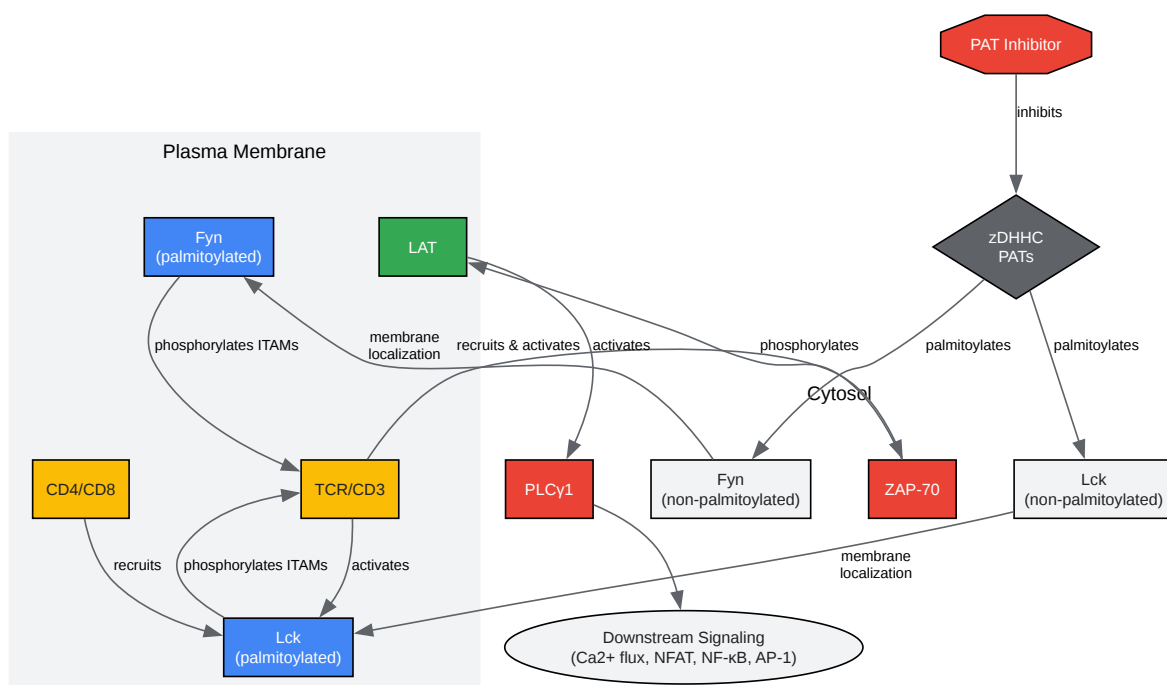 PAT Inhibitor
inhibits
Plasma Membrane
Fyn
(palmitoylated)
LAT
zDHHC
PATs
phosphorylates ITAMs
membrane
localization
recruits & activates
activates
phosphorylates
palmitoylates
palmitoylates
Cytosol
CD4/CD8
TCR/CD3
PLCγ1
Fyn
(non-palmitoylated)
ZAP-70
Lck
(non-palmitoylated)
recruits
phosphorylates ITAMs
activates
membrane
localization
Lck
(palmitoylated)
Downstream Signaling
(Ca2+ flux, NFAT, NF-κB, AP-1)